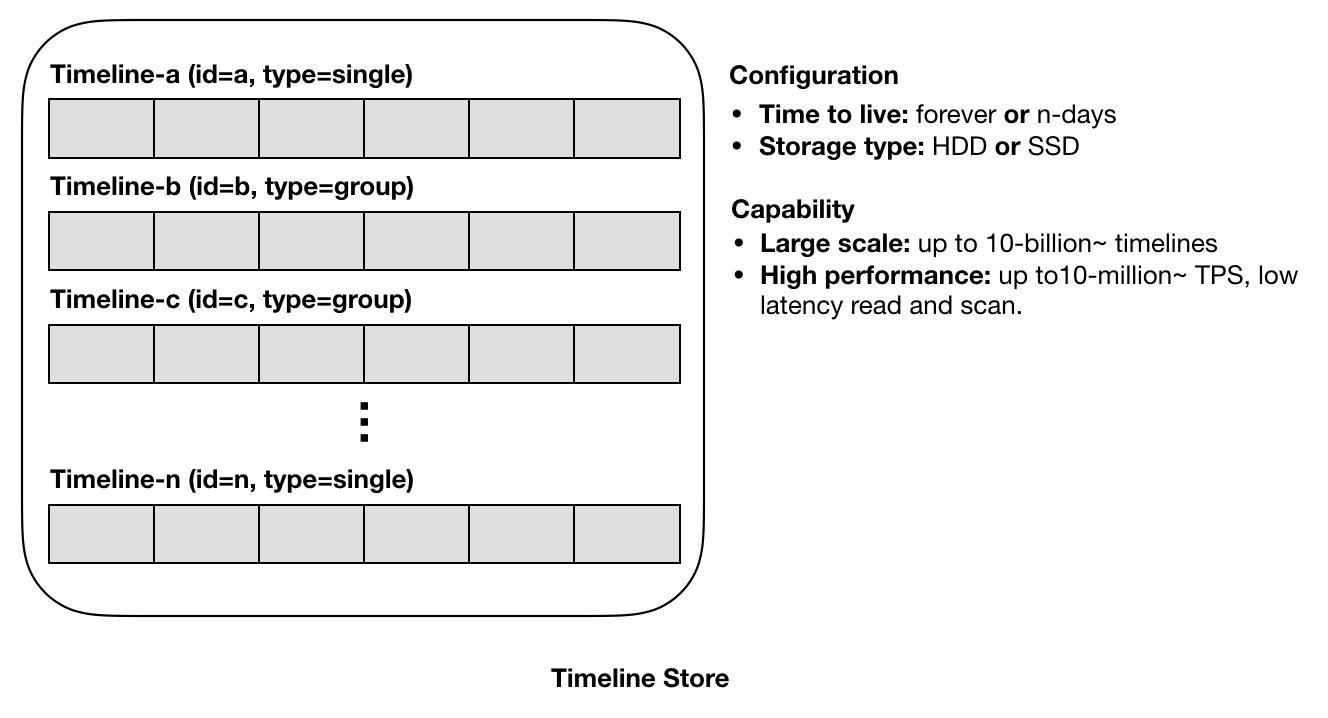 Timeline-a (id=a, type=single)
Timeline-b (id=b, type=group)
Timeline-c (id=c, type=group)
Timeline-n (id=n, type=single)
Configuration
• Time to live: forever or n-days
• Storage type: HDD or SSD
Capability
• Large scale: up to 10-billion~ timelines
• High performance: up to10-million~ TPS, low
latency read and scan.
Timeline Store